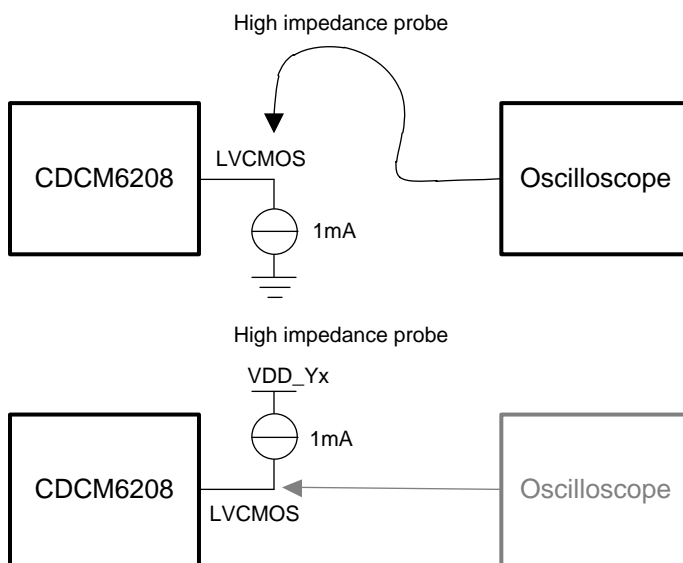 High impedance probe
CDCM6208
LVCMOS
Oscilloscope
1mA
High impedance probe
VDD_Yx
1mA
CDCM6208
Oscilloscope
LVCMOS